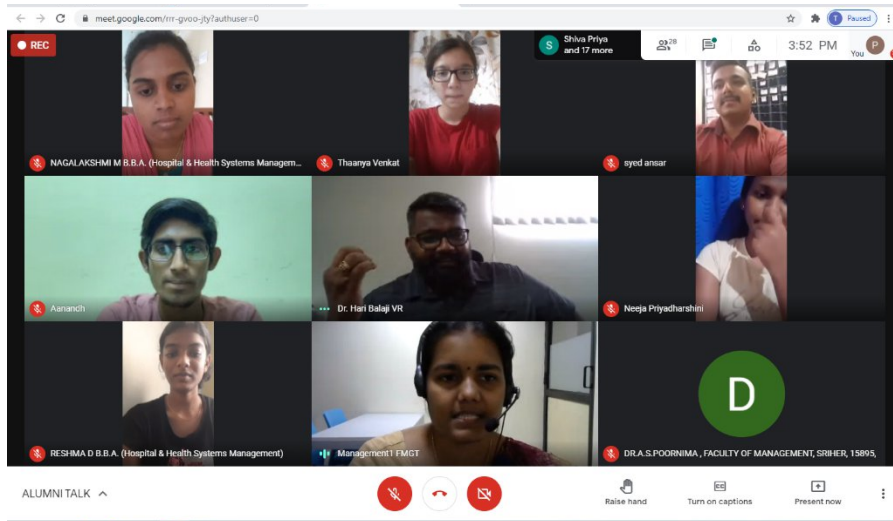 meet.google.com/rrr-gvoo-jty?authuser=0
T Paused
REC
S Shiva Priya
and 17 more
28
3:52 PM
You P
NAGALAKSHMI M B.B.A. (Hospital & Health Systems Managem...
Thaanya Venkat
syed ansar
Aanandh
Dr. Hari Balaji VR
Neeja Priyadharshini
D
RESHMA D B.B.A. (Hospital & Health Systems Management)
Management1 FMGT
DR.A.S.POORNIMA , FACULTY OF MANAGEMENT, SRIHER, 15895,
ALUMNI TALK
Raise hand
CC
Turn on captions
Present now